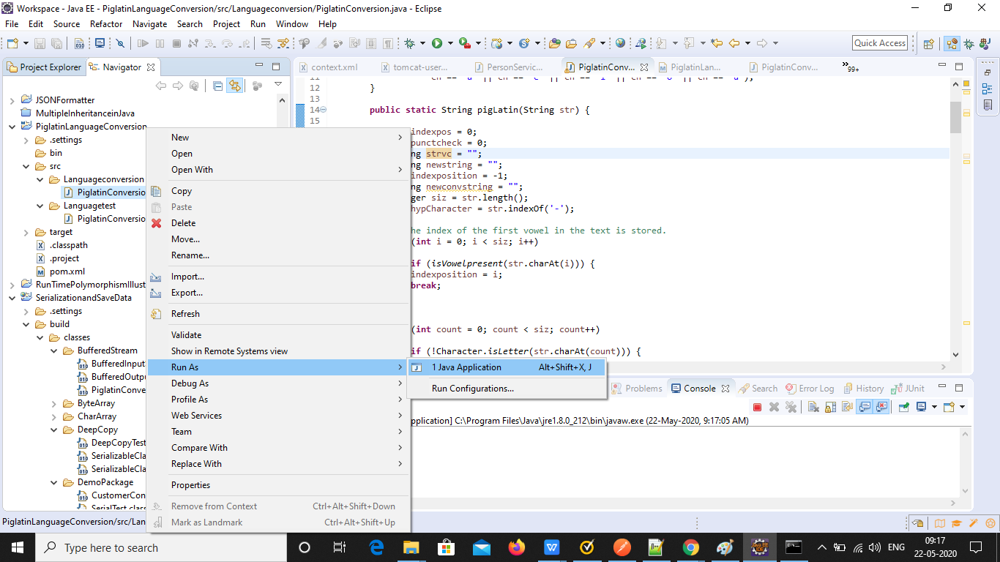 Workspace - Java EE - PiglatinLanguageConversion/src/Languageconversion/PiglatinConversion.java - Eclipse
File Edit Source Refactor Navigate Search Project Run Window Help
Quick Access
Project Explorer Navigator
context.xml tomcat-user... PersonServic... PiglatinConv... PiglatinLan... PiglatinConv... 99+
JSONFormatter
MultipleInheritanceinJava
PiglatinLanguageConversion
.settings
bin
src
Languageconversion
PiglatinConversio
Languagetest
PiglatinConversio
target
.classpath
.project
pom.xml
RunTimePolymorphismIllust
SerializationandSaveData
.settings
build
classes
BufferedStream
BufferedInput
BufferedOutpu
PiglatinConve
ByteArray
CharArray
DeepCopy
DeepCopyTest
SerializableCla
SerializableCla
DemoPackage
CustomerCon
SerialTest.class
New
Open
Open With
Copy
Paste
Delete
Move...
Rename...
Import...
Export...
Refresh
Validate
Show in Remote Systems view
Run As
Debug As
Profile As
Web Services
Team
Compare With
Replace With
Properties
Remove from Context Ctrl+Alt+Shift+Down
Mark as Landmark Ctrl+Alt+Shift+Up
1 Java Application Alt+Shift+X, J
Run Configurations...
11
12 }
13
14 public static String pigLatin(String str) {
15
indexpos = 0;
punctcheck = 0;
ng strvc = "";
ng newstring = "";
indexposition = -1;
ng newconvstring = "";
ger siz = str.length();
hypCharacter = str.indexOf('-');
he index of the first vowel in the text is stored.
(int i = 0; i < siz; i++)
if (isVowelpresent(str.charAt(i))) {
indexposition = i;
break;
(int count = 0; count < siz; count++)
if (!Character.isLetter(str.charAt(count))) {
Problems Console Search Error Log History JUnit
pplication] C:\Program Files\Java\jre1.8.0_212\bin\javaw.exe (22-May-2020, 9:17:05 AM)
PiglatinLanguageConversion/src/Lan
Type here to search
ENG
09:17
22-05-2020